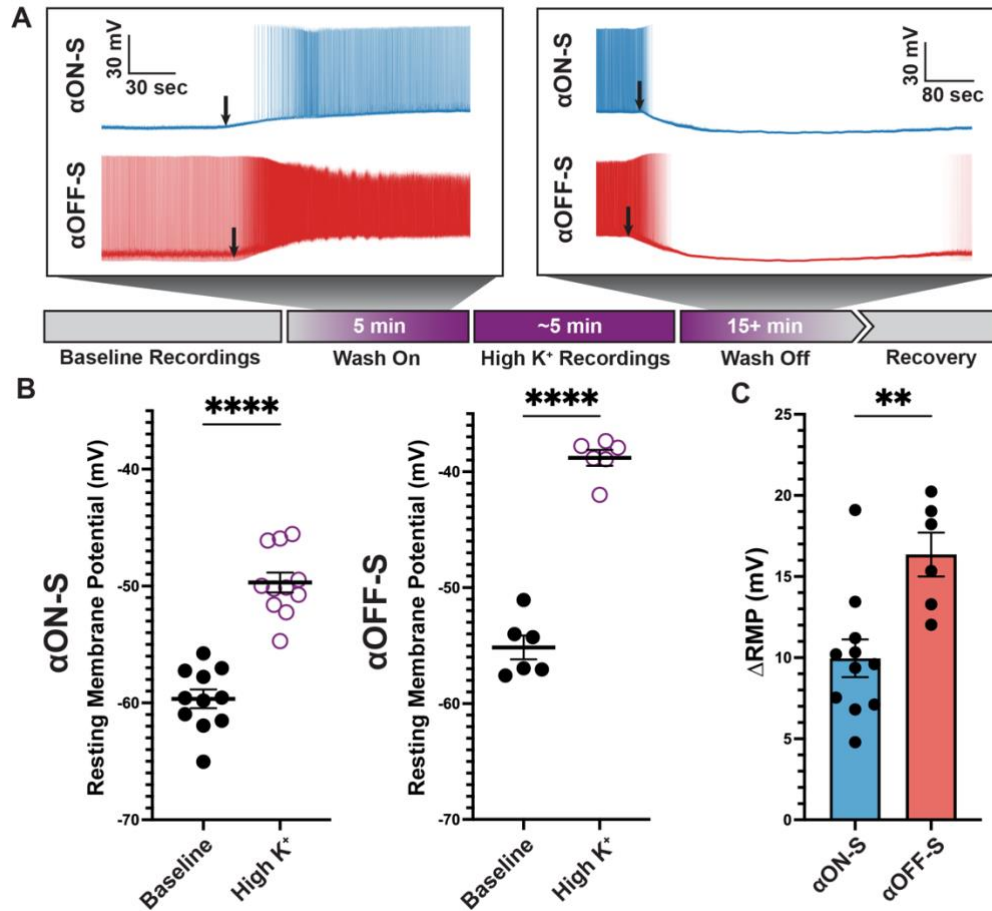 A
αON-S
30 mV
30 sec
αOFF-S
αON-S
30 mV
80 sec
αOFF-S
5 min
~5 min
15+ min
Baseline Recordings
Wash On
High K⁺ Recordings
Wash Off
Recovery
B
αON-S
Resting Membrane Potential (mV)
-40
-50
-60
-70
****
Baseline
High K⁺
αOFF-S
Resting Membrane Potential (mV)
-40
-50
-60
-70
****
Baseline
High K⁺
C
ΔRMP (mV)
25
20
15
10
5
0
**
αON-S
αOFF-S